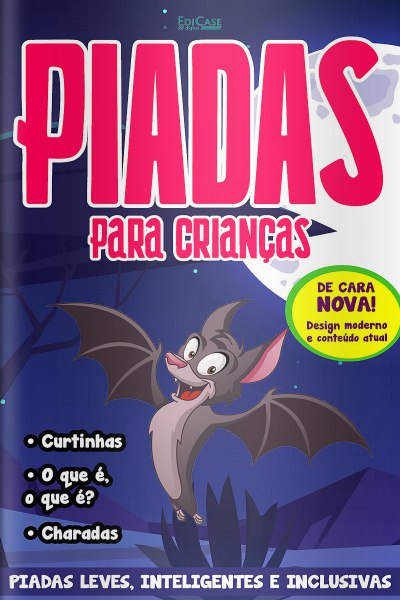 EdiCase
digital
PIADAS
PARA CRIANÇAS
DE CARA
NOVA!
Design moderno
e conteúdo atual
• Curtinhas
• O que é,
o que é?
• Charadas
PIADAS LEVES, INTELIGENTES E INCLUSIVAS